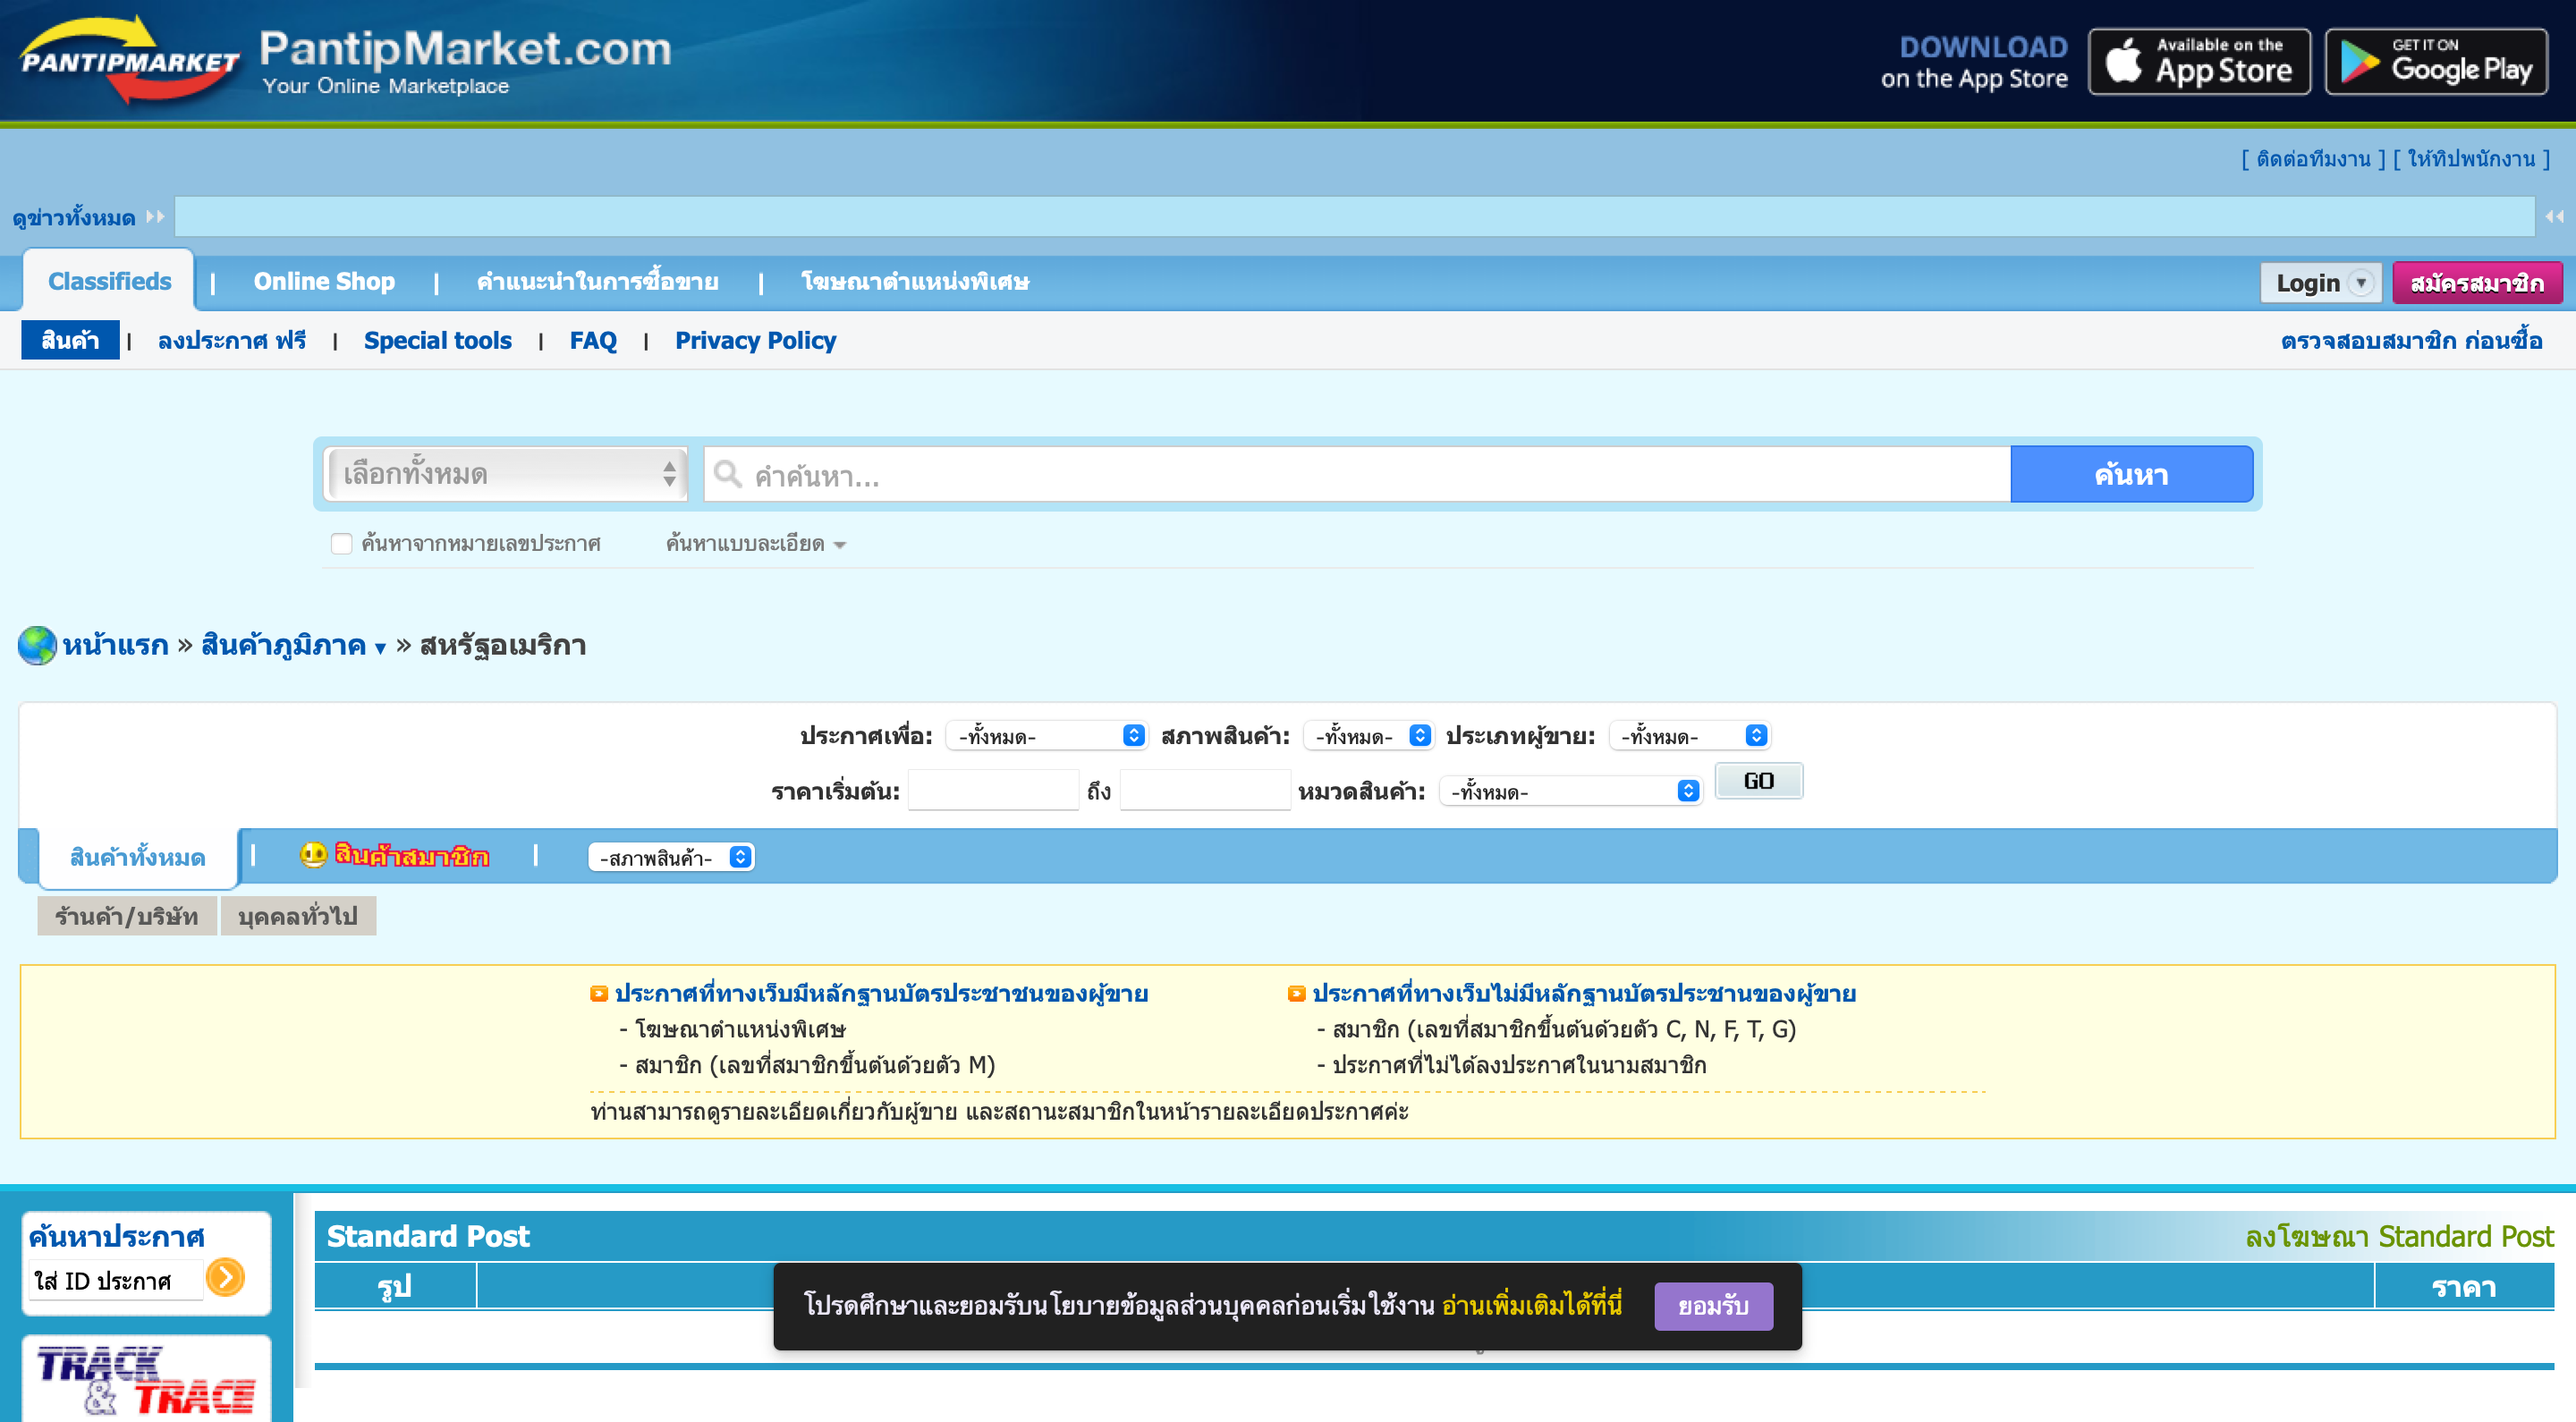 PANTIPMARKET
PantipMarket.com
Your Online Marketplace
DOWNLOAD
on the App Store
Available on the
App Store
GET IT ON
Google Play
[ ติดต่อทีมงาน ] [ ให้ทิปพนักงาน ]
ดูข่าวทั้งหมด
Classifieds | Online Shop | คำแนะนำในการซื้อขาย | โฆษณาตำแหน่งพิเศษ
Login ▼ สมัครสมาชิก
สินค้า | ลงประกาศ ฟรี | Special tools | FAQ | Privacy Policy
ตรวจสอบสมาชิก ก่อนซื้อ
เลือกทั้งหมด คำค้นหา... ค้นหา
ค้นหาจากหมายเลขประกาศ ค้นหาแบบละเอียด
หน้าแรก » สินค้าภูมิภาค ▼ » สหรัฐอเมริกา
ประกาศเพื่อ: -ทั้งหมด- สภาพสินค้า: -ทั้งหมด- ประเภทผู้ขาย: -ทั้งหมด-
ราคาเริ่มต้น: ถึง หมวดสินค้า: -ทั้งหมด- GO
สินค้าทั้งหมด | สินค้าสมาชิก | -สภาพสินค้า-
ร้านค้า/บริษัท บุคคลทั่วไป
ประกาศที่ทางเว็บมีหลักฐานบัตรประชาชนของผู้ขาย
- โฆษณาตำแหน่งพิเศษ
- สมาชิก (เลขที่สมาชิกขึ้นต้นด้วยตัว M)
ประกาศที่ทางเว็บไม่มีหลักฐานบัตรประชานของผู้ขาย
- สมาชิก (เลขที่สมาชิกขึ้นต้นด้วยตัว C, N, F, T, G)
- ประกาศที่ไม่ได้ลงประกาศในนามสมาชิก
ท่านสามารถดูรายละเอียดเกี่ยวกับผู้ขาย และสถานะสมาชิกในหน้ารายละเอียดประกาศค่ะ
ค้นหาประกาศ
ใส่ ID ประกาศ
TRACK
& TRACE
Standard Post
ลงโฆษณา Standard Post
รูป ราคา
โปรดศึกษาและยอมรับนโยบายข้อมูลส่วนบุคคลก่อนเริ่มใช้งาน อ่านเพิ่มเติมได้ที่นี่ ยอมรับ